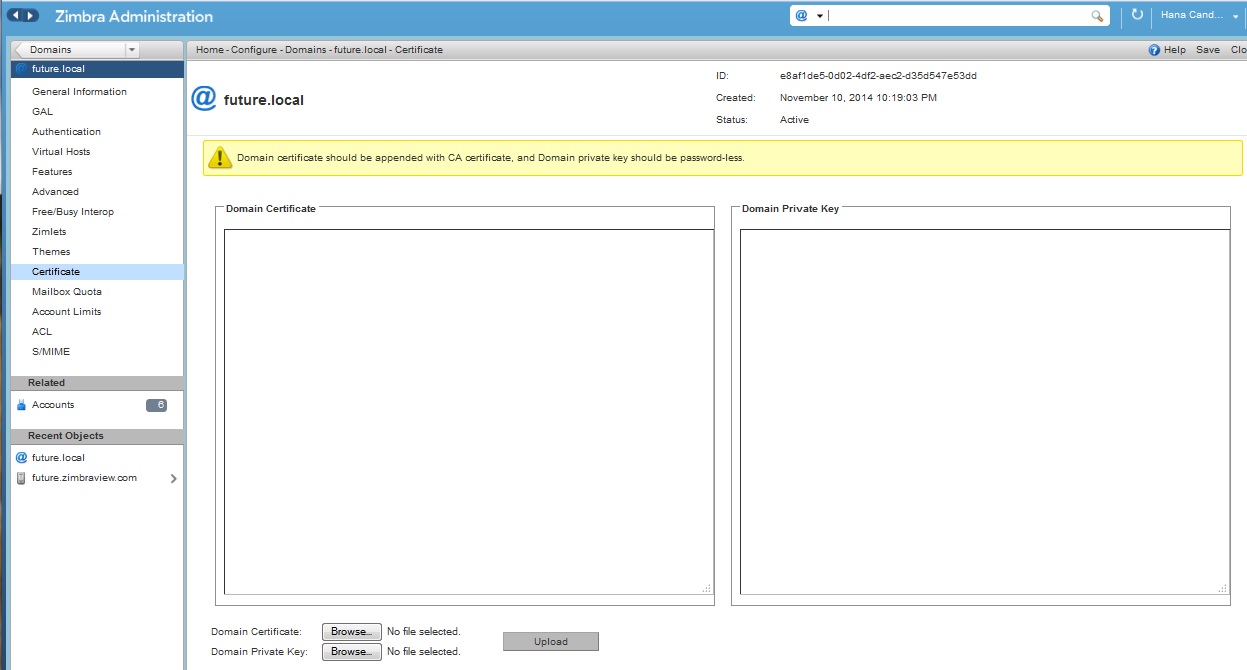 Zimbra Administration
@
Hana Cand...
Domains
Home - Configure - Domains - future.local - Certificate
Help Save Clo
future.local
General Information
GAL
Authentication
Virtual Hosts
Features
Advanced
Free/Busy Interop
Zimlets
Themes
Certificate
Mailbox Quota
Account Limits
ACL
S/MIME
Related
Accounts 6
Recent Objects
@ future.local
future.zimbraview.com
@ future.local
ID: e8af1de5-0d02-4df2-aec2-d35d547e53dd
Created: November 10, 2014 10:19:03 PM
Status: Active
Domain certificate should be appended with CA certificate, and Domain private key should be password-less.
Domain Certificate
Domain Private Key
Domain Certificate: Browse... No file selected.
Domain Private Key: Browse... No file selected.
Upload